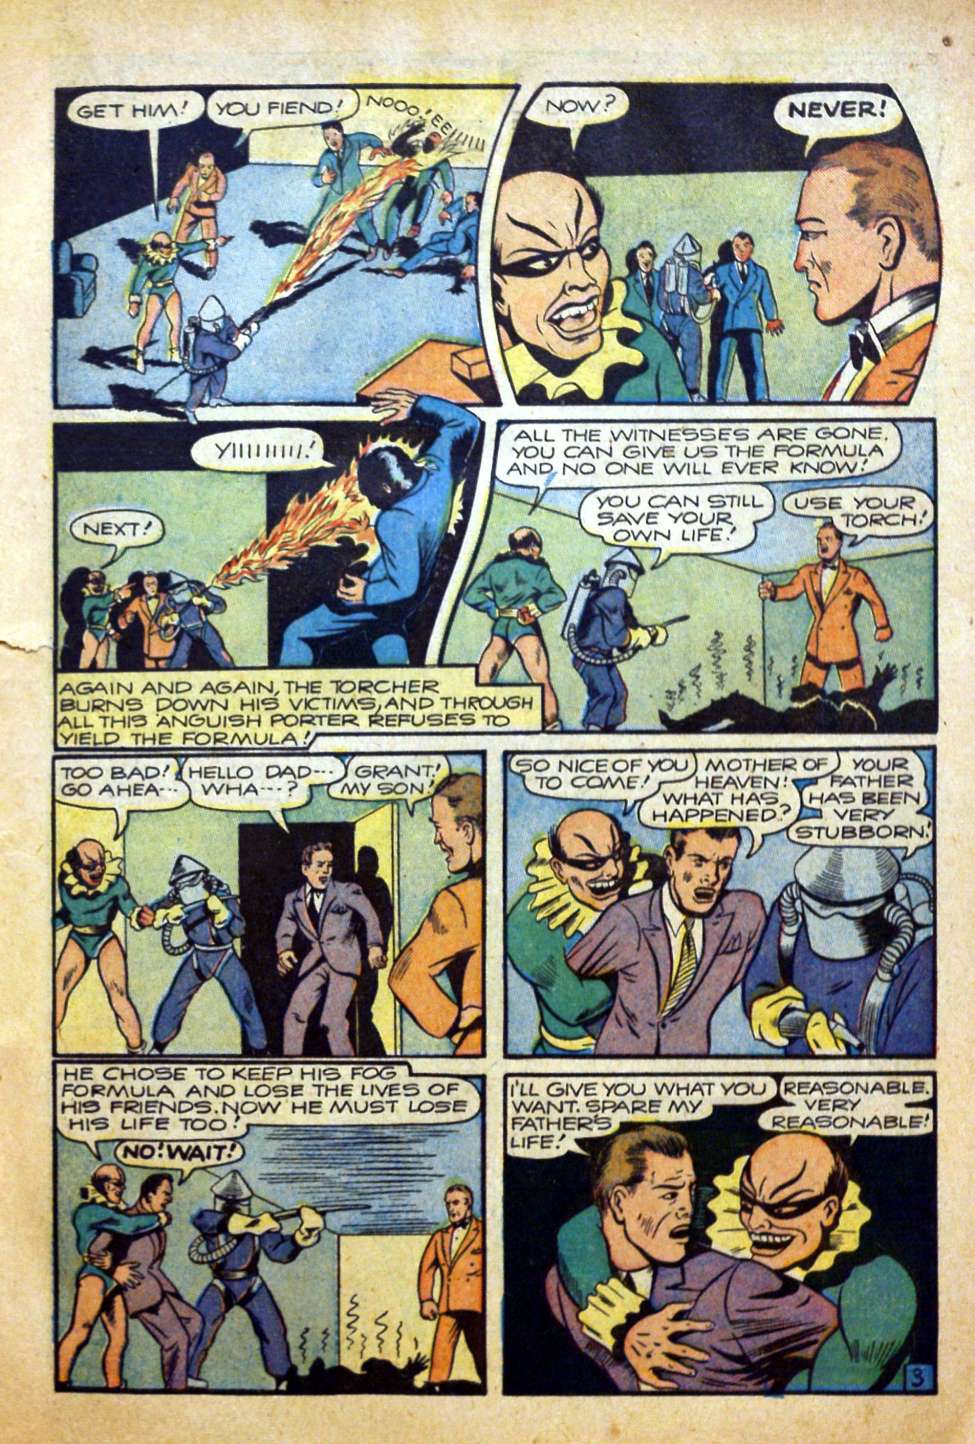 GET HIM!
YOU FIEND!
NOOO! EEIIIIII
NOW?
NEVER!
YIIIIIIII!
NEXT!
ALL THE WITNESSES ARE GONE.
YOU CAN GIVE US THE FORMULA
AND NO ONE WILL EVER KNOW!
YOU CAN STILL
SAVE YOUR
OWN LIFE!
USE YOUR
TORCH!
AGAIN AND AGAIN, THE TORCHER
BURNS DOWN HIS VICTIMS, AND THROUGH
ALL THIS ANGUISH PORTER REFUSES TO
YIELD THE FORMULA!
TOO BAD!
GO AHEA---
HELLO DAD---
WHA---?
GRANT!
MY SON!
SO NICE OF YOU
TO COME!
MOTHER OF
HEAVEN!
WHAT HAS
HAPPENED?
YOUR
FATHER
HAS BEEN
VERY
STUBBORN!
HE CHOSE TO KEEP HIS FOG
FORMULA AND LOSE THE LIVES OF
HIS FRIENDS. NOW HE MUST LOSE
HIS LIFE TOO!
NO! WAIT!
I'LL GIVE YOU WHAT YOU
WANT. SPARE MY
FATHER'S
LIFE!
REASONABLE.
VERY
REASONABLE!
3